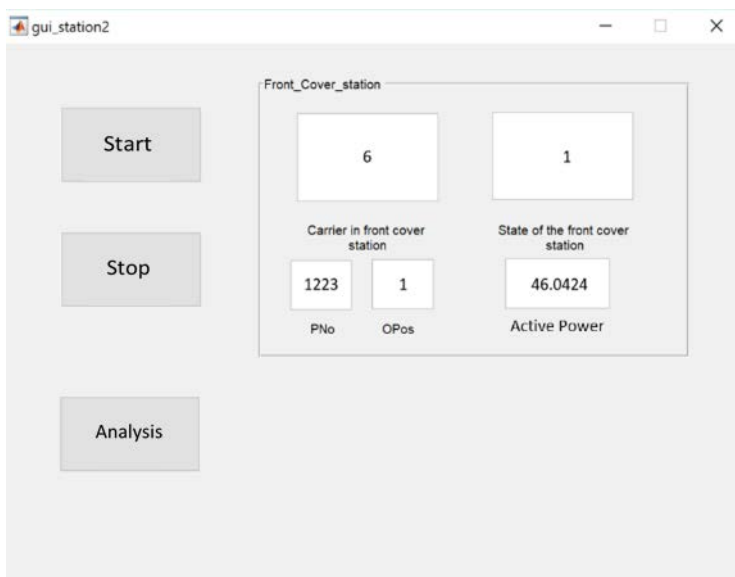 gui_station2
Front_Cover_station
Start
6
1
Carrier in front cover
station
State of the front cover
station
Stop
1223
1
46.0424
PNo
OPos
Active Power
Analysis